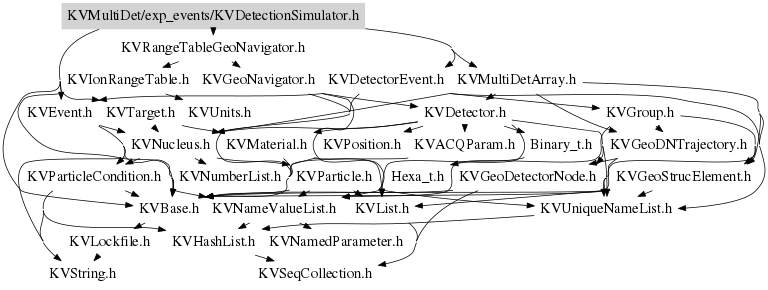 KVMultiDet/exp_events/KVDetectionSimulator.h
KVRangeTableGeoNavigator.h
KVIonRangeTable.h KVGeoNavigator.h KVDetectorEvent.h KVMultiDetArray.h
KVEvent.h KVTarget.h KVUnits.h KVDetector.h KVGroup.h
KVNucleus.h KVMaterial.h KVPosition.h KVACQParam.h Binary_t.h KVGeoDNTrajectory.h
KVParticleCondition.h KVNumberList.h KVParticle.h Hexa_t.h KVGeoDetectorNode.h KVGeoStrucElement.h
KVBase.h KVNameValueList.h KVList.h KVUniqueNameList.h
KVLockfile.h KVHashList.h KVNamedParameter.h
KVString.h KVSeqCollection.h